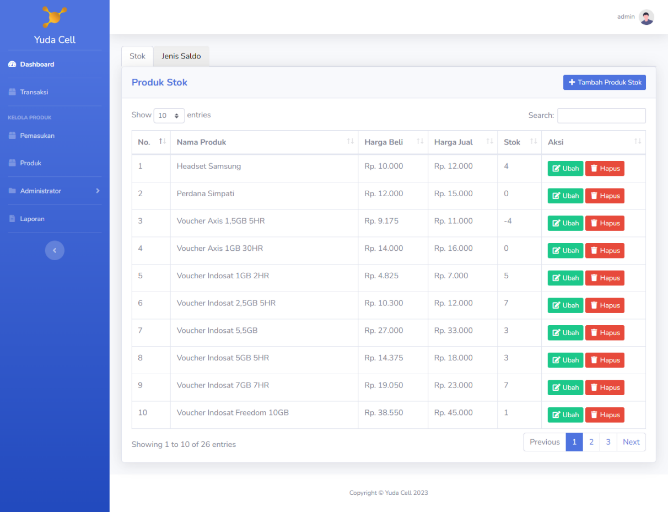 Yuda Cell
Dashboard
Transaksi
KELOLA PRODUK
Pemasukan
Produk
Administrator
Laporan
admin
Stok Jenis Saldo
Produk Stok
+ Tambah Produk Stok
Show 10 entries
Search:
No. Nama Produk Harga Beli Harga Jual Stok Aksi
1 Headset Samsung Rp. 10.000 Rp. 12.000 4 Ubah Hapus
2 Perdana Simpati Rp. 12.000 Rp. 15.000 0 Ubah Hapus
3 Voucher Axis 1,5GB 5HR Rp. 9.175 Rp. 11.000 -4 Ubah Hapus
4 Voucher Axis 1GB 30HR Rp. 14.000 Rp. 16.000 0 Ubah Hapus
5 Voucher Indosat 1GB 2HR Rp. 4.825 Rp. 7.000 5 Ubah Hapus
6 Voucher Indosat 2,5GB 5HR Rp. 10.300 Rp. 12.000 7 Ubah Hapus
7 Voucher Indosat 5,5GB Rp. 27.000 Rp. 33.000 3 Ubah Hapus
8 Voucher Indosat 5GB 5HR Rp. 14.375 Rp. 18.000 3 Ubah Hapus
9 Voucher Indosat 7GB 7HR Rp. 19.050 Rp. 23.000 7 Ubah Hapus
10 Voucher Indosat Freedom 10GB Rp. 38.550 Rp. 45.000 1 Ubah Hapus
Showing 1 to 10 of 26 entries
Previous 1 2 3 Next
Copyright © Yuda Cell 2023